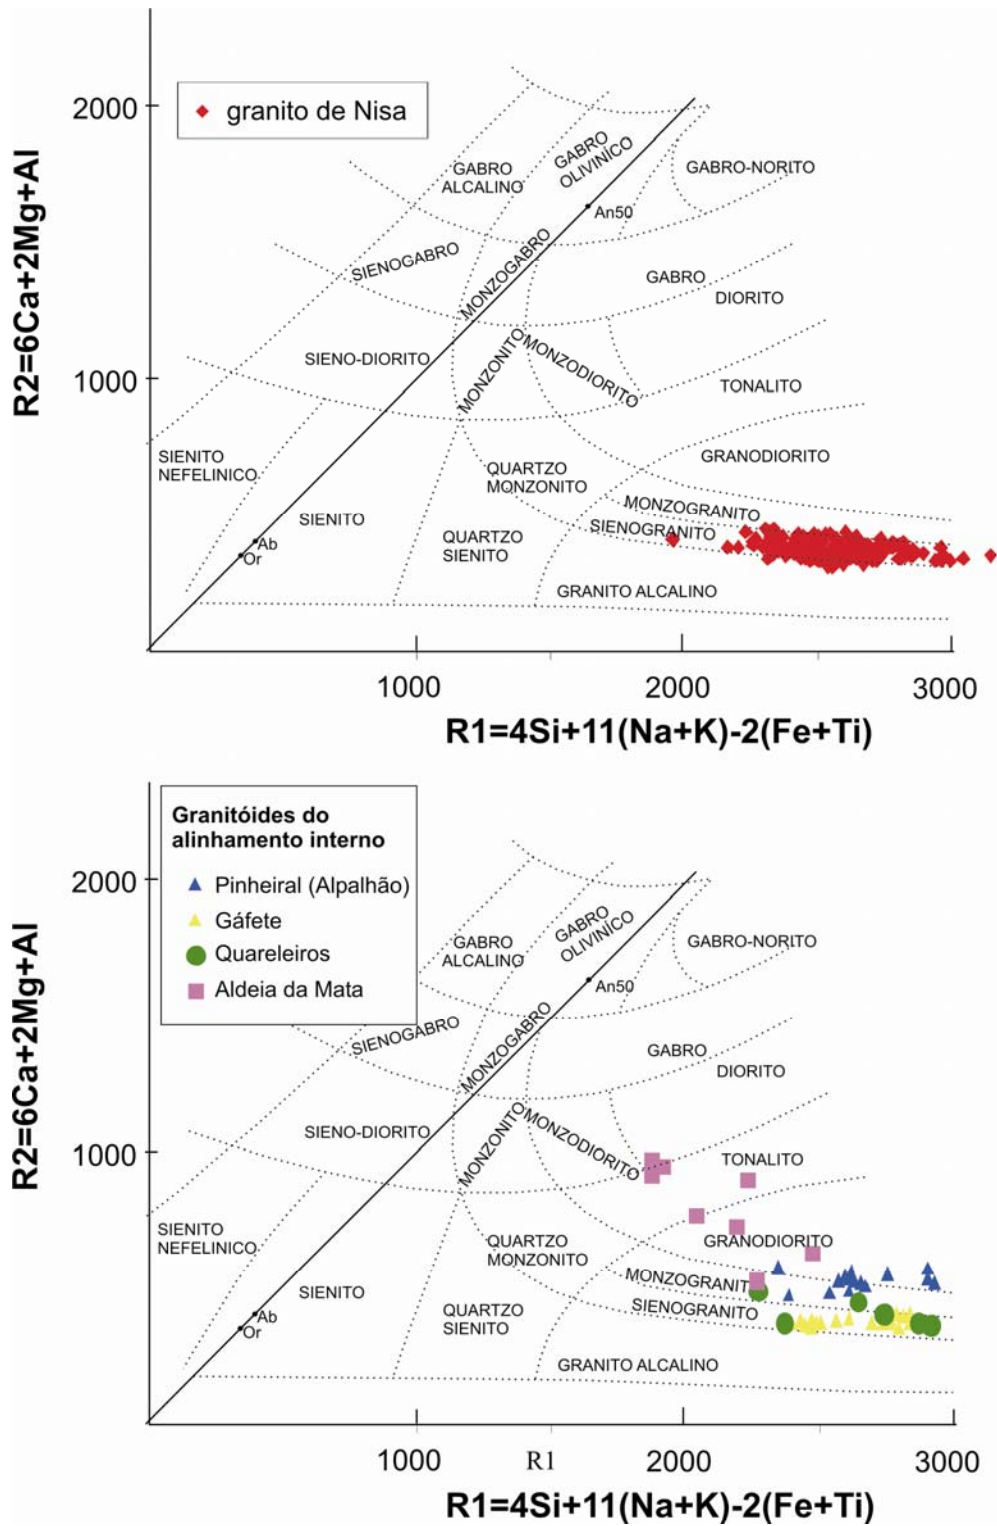 granito de Nisa
2000
1000
R2=6Ca+2Mg+Al
GABRO
ALCALINO
GABRO
OLIVINÍCO
GABRO-NORITO
An50
SIENOGABRO
MONZOGABRO
GABRO
DIORITO
SIENO-DIORITO
MONZONITO
MONZODIORITO
TONALITO
SIENITO
NEFELINICO
QUARTZO
MONZONITO
GRANODIORITO
MONZOGRANITO
SIENOGRANITO
SIENITO
QUARTZO
SIENITO
Ab
Or
GRANITO ALCALINO
1000
2000
3000
R1=4Si+11(Na+K)-2(Fe+Ti)
Granitóides do
alinhamento interno
Pinheiral (Alpalhão)
Gáfete
Quareleiros
Aldeia da Mata
2000
1000
R2=6Ca+2Mg+Al
GABRO
ALCALINO
GABRO
OLIVINÍCO
GABRO-NORITO
An50
SIENOGABRO
MONZOGABRO
GABRO
DIORITO
SIENO-DIORITO
MONZONITO
MONZODIORITO
TONALITO
SIENITO
NEFELINICO
QUARTZO
MONZONITO
GRANODIORITO
MONZOGRANITO
SIENOGRANITO
SIENITO
QUARTZO
SIENITO
Ab
Or
GRANITO ALCALINO
1000
R1
2000
3000
R1=4Si+11(Na+K)-2(Fe+Ti)